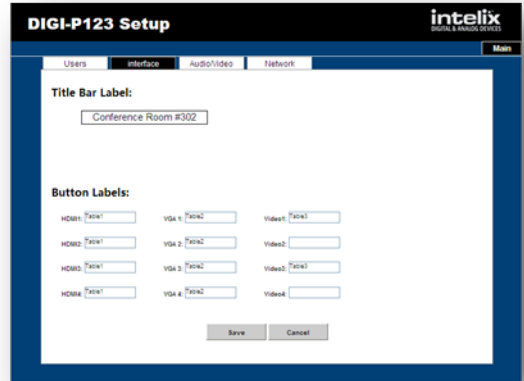 DIGI-P123 Setup
intelix
DIGITAL & ANALOG DEVICES
Main
Users Interface Audio/Video Network
Title Bar Label:
Conference Room #302
Button Labels:
HDMI1: Table1 VGA 1: Table2 Video1: Table3
HDMI2: Table1 VGA 2: Table2 Video2:
HDMI3: Table1 VGA 3: Table2 Video3: Table3
HDMI4: Table1 VGA 4: Table2 Video4:
Save Cancel